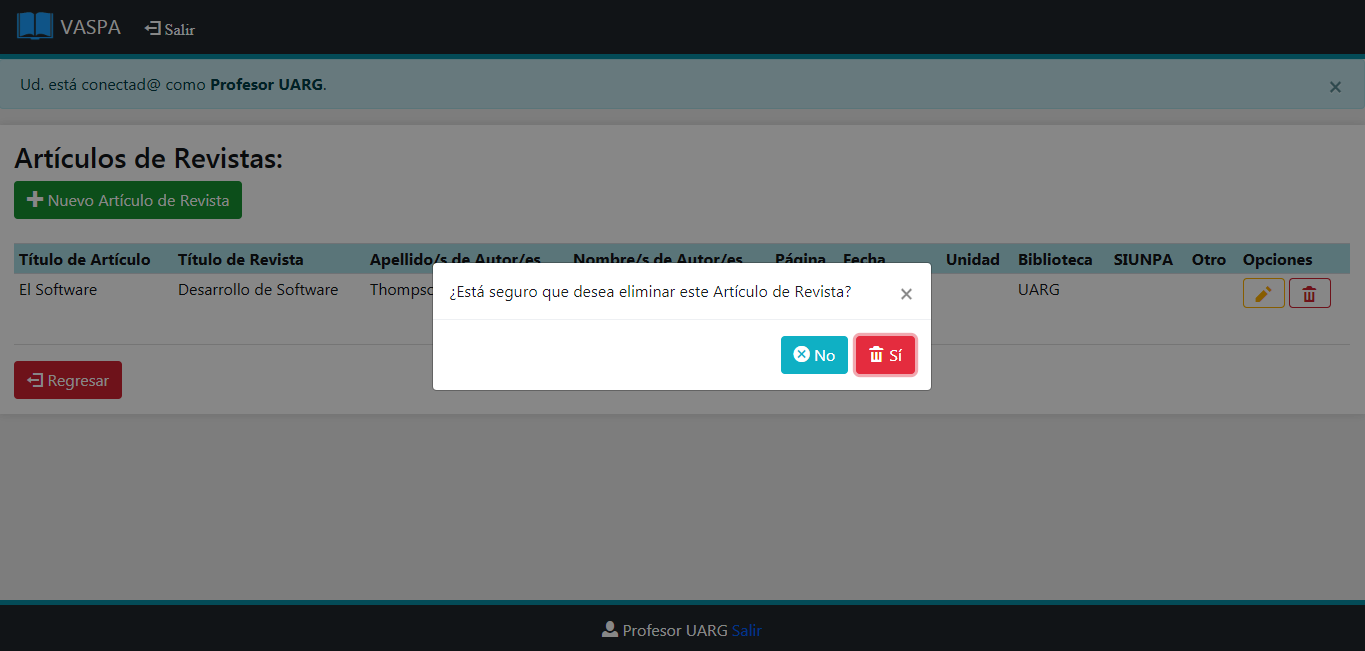 VASPA Salir
Ud. está conectad@ como Profesor UARG. ×
Artículos de Revistas:
Nuevo Artículo de Revista
Título de Artículo Título de Revista Apellido/s de Autor/es Nombre/s de Autor/es Página Fecha Unidad Biblioteca SIUNPA Otro Opciones
El Software Desarrollo de Software UARG
¿Está seguro que desea eliminar este Artículo de Revista? ×
No Sí
Regresar
Profesor UARG Salir